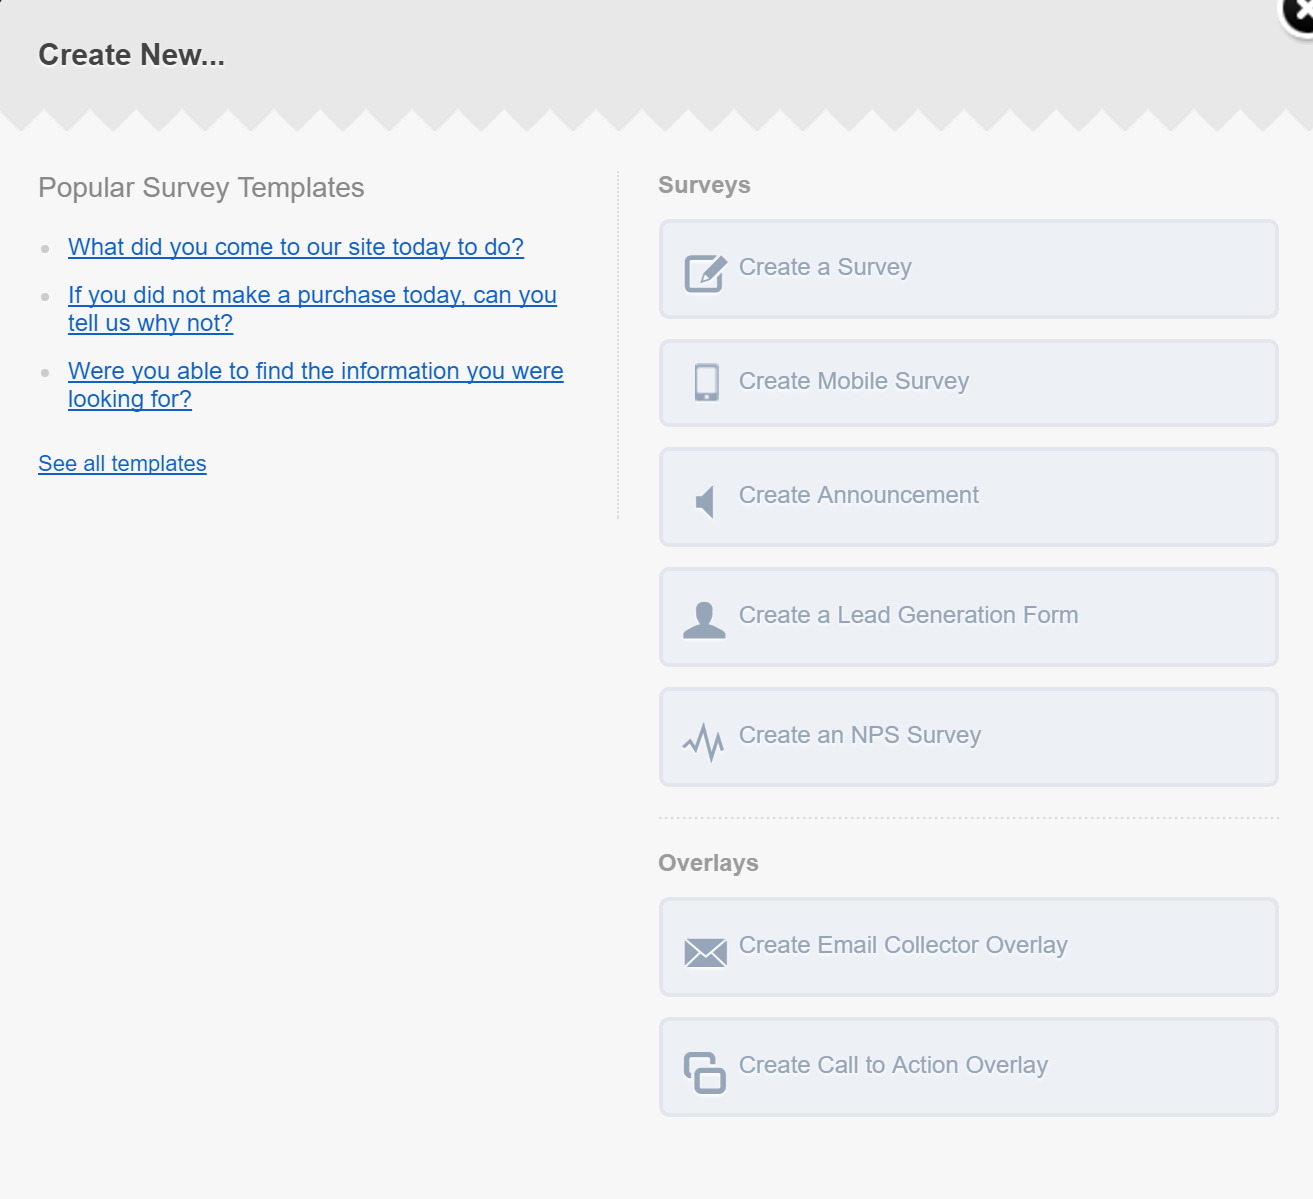 Create New...
Popular Survey Templates
What did you come to our site today to do?
If you did not make a purchase today, can you
tell us why not?
Were you able to find the information you were
looking for?
See all templates
Surveys
Create a Survey
Create Mobile Survey
Create Announcement
Create a Lead Generation Form
Create an NPS Survey
Overlays
Create Email Collector Overlay
Create Call to Action Overlay